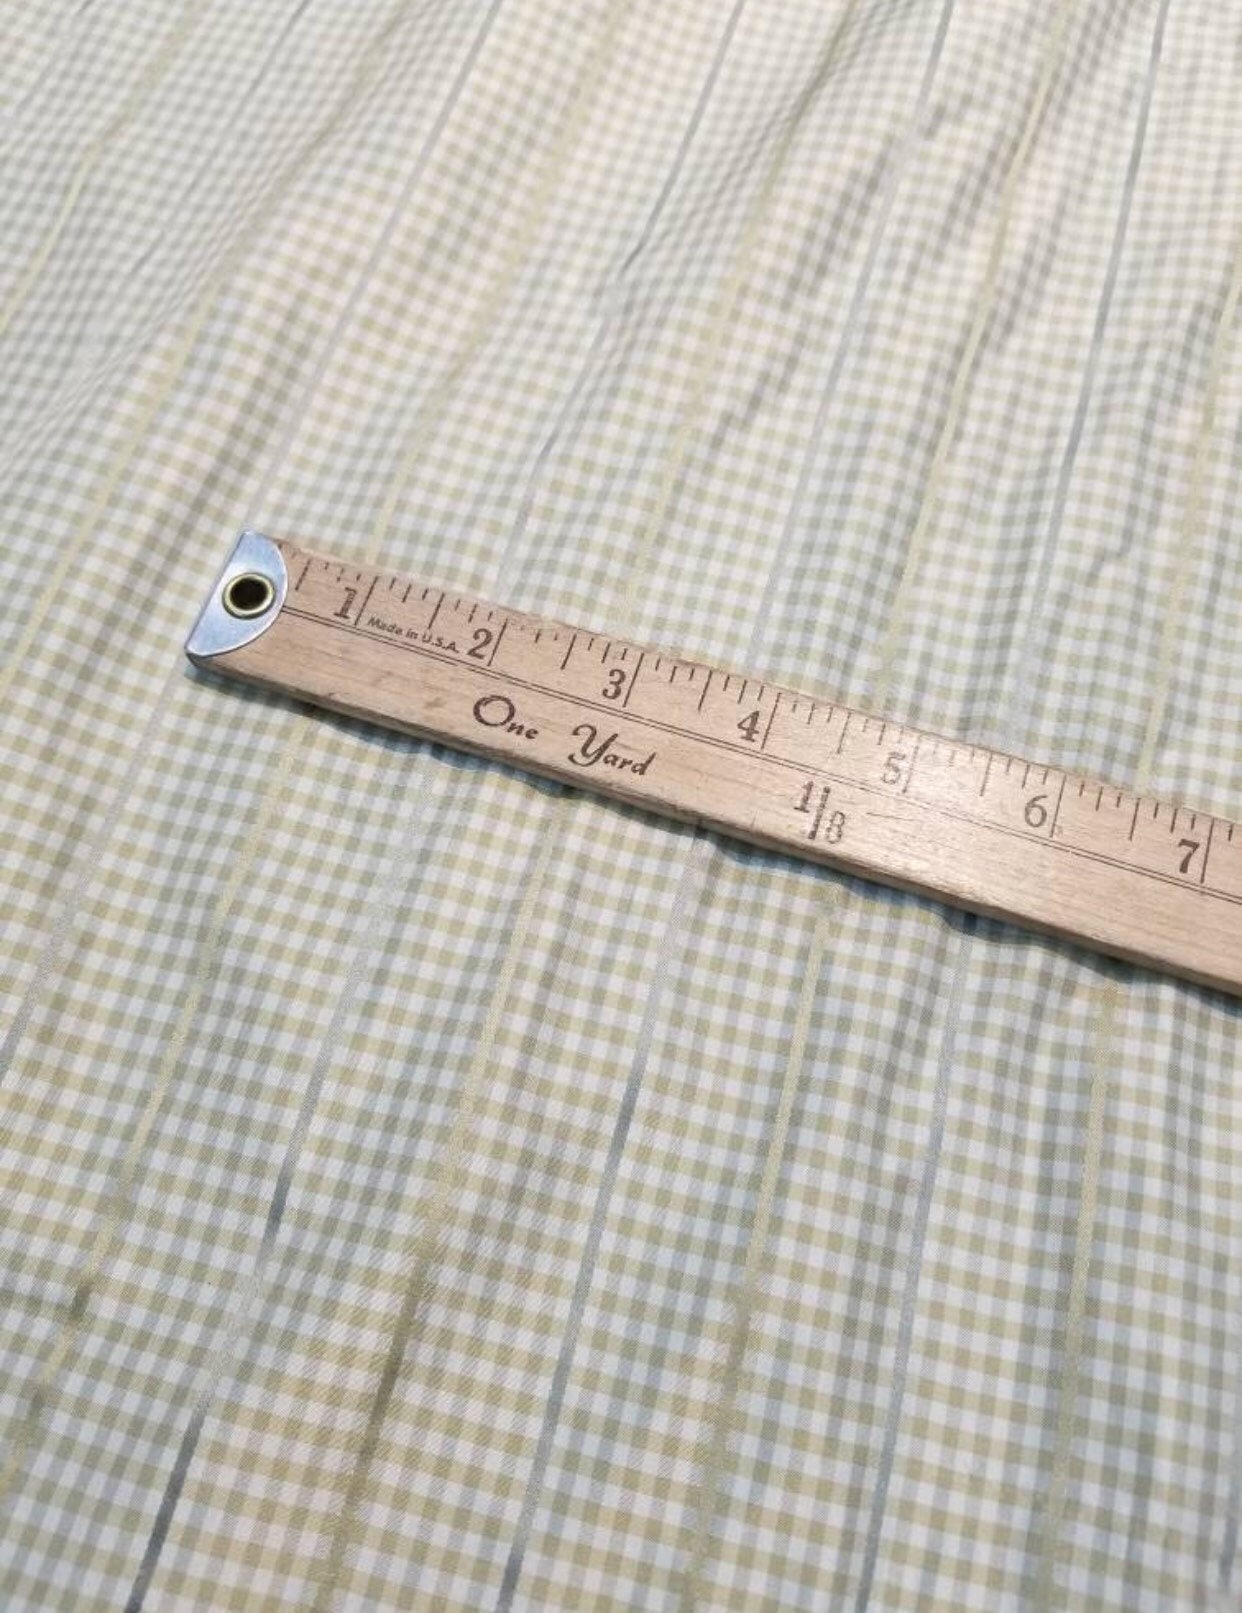 1 2 3 4 5 6 7
Made in U.S.A.
One Yard
1/8